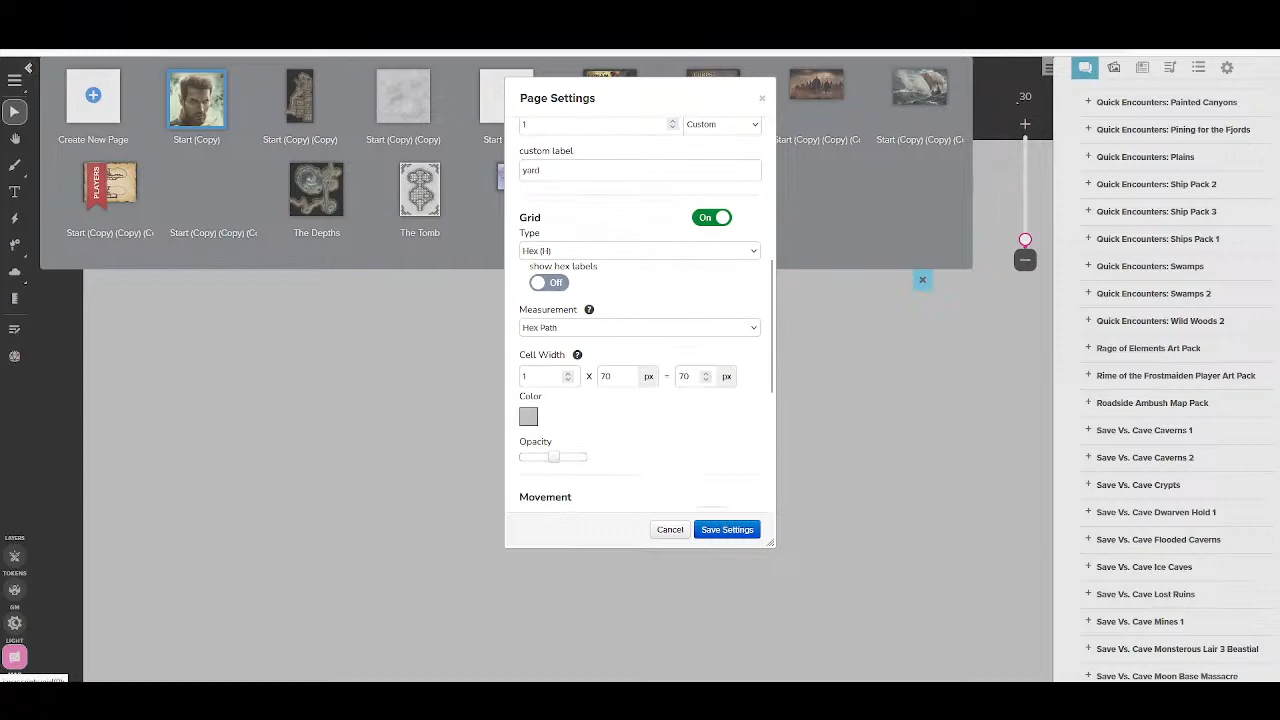 Create New Page
Start (Copy)
Start (Copy) (Copy)
Start (Copy) (Copy)
Start
Start (Copy) (C
Start (Copy) (Copy) (C
PLAYERS
Start (Copy) (Copy) (C
Start (Copy) (Copy) (Cc
The Depths
The Tomb
LAYERS
TOKENS
GM
LIGHT
Page Settings
1
Custom
custom label
yard
Grid
On
Type
Hex (H)
show hex labels
Off
Measurement
?
Hex Path
Cell Width
?
1 X 70 px = 70 px
Color
Opacity
Movement
Cancel
Save Settings
30
Quick Encounters: Painted Canyons
Quick Encounters: Pining for the Fjords
Quick Encounters: Plains
Quick Encounters: Ship Pack 2
Quick Encounters: Ship Pack 3
Quick Encounters: Ships Pack 1
Quick Encounters: Swamps
Quick Encounters: Swamps 2
Quick Encounters: Wild Woods 2
Rage of Elements Art Pack
Rime of the Frostmaiden Player Art Pack
Roadside Ambush Map Pack
Save Vs. Cave Caverns 1
Save Vs. Cave Caverns 2
Save Vs. Cave Crypts
Save Vs. Cave Dwarven Hold 1
Save Vs. Cave Flooded Caverns
Save Vs. Cave Ice Caves
Save Vs. Cave Lost Ruins
Save Vs. Cave Mines 1
Save Vs. Cave Monsterous Lair 3 Beastial
Save Vs. Cave Moon Base Massacre